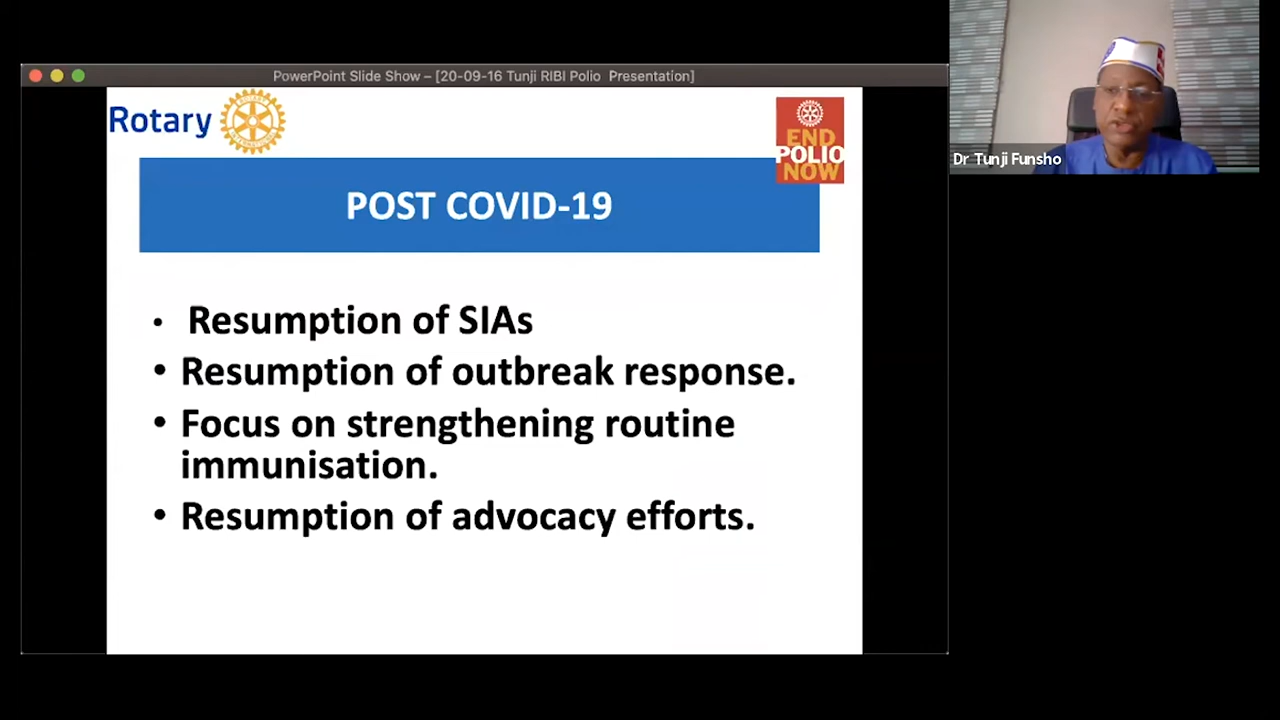 PowerPoint Slide Show – [20-09-16 Tunji RIBI Polio  Presentation]
Rotary
END
POLIO
NOW
POST COVID-19
• Resumption of SIAs
• Resumption of outbreak response.
• Focus on strengthening routine
immunisation.
• Resumption of advocacy efforts.
Dr Tunji Funsho